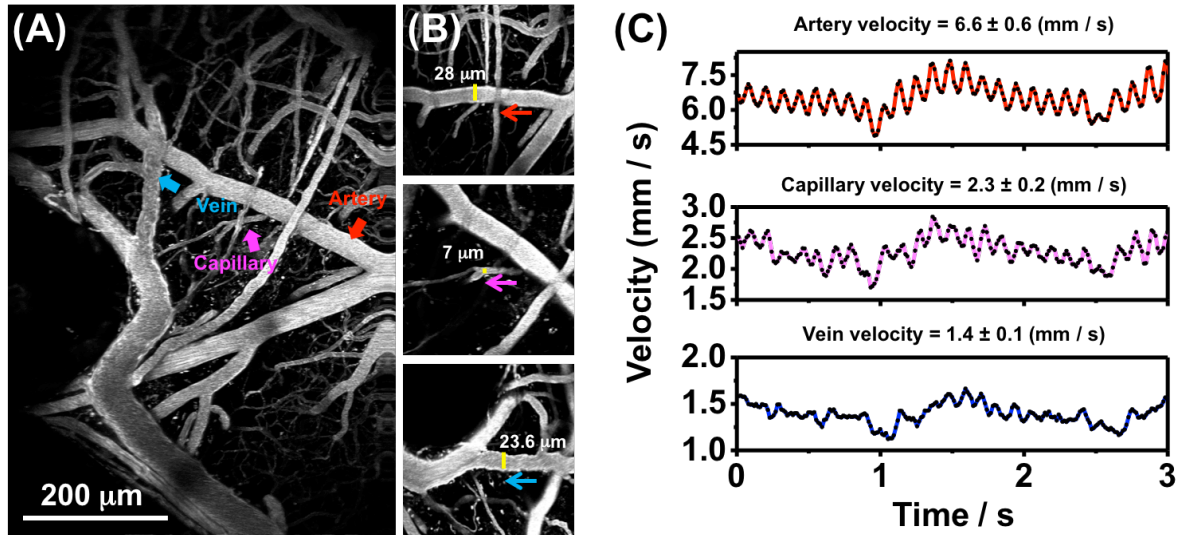 (A)
Vein
Artery
Capillary
200 μm
(B)
28 μm
7 μm
23.6 μm
(C)
Artery velocity = 6.6 ± 0.6 (mm / s)
7.5
6.0
4.5
Capillary velocity = 2.3 ± 0.2 (mm / s)
3.0
2.5
2.0
1.5
Vein velocity = 1.4 ± 0.1 (mm / s)
2.0
1.5
1.0
0 1 2 3
Velocity (mm / s)
Time / s